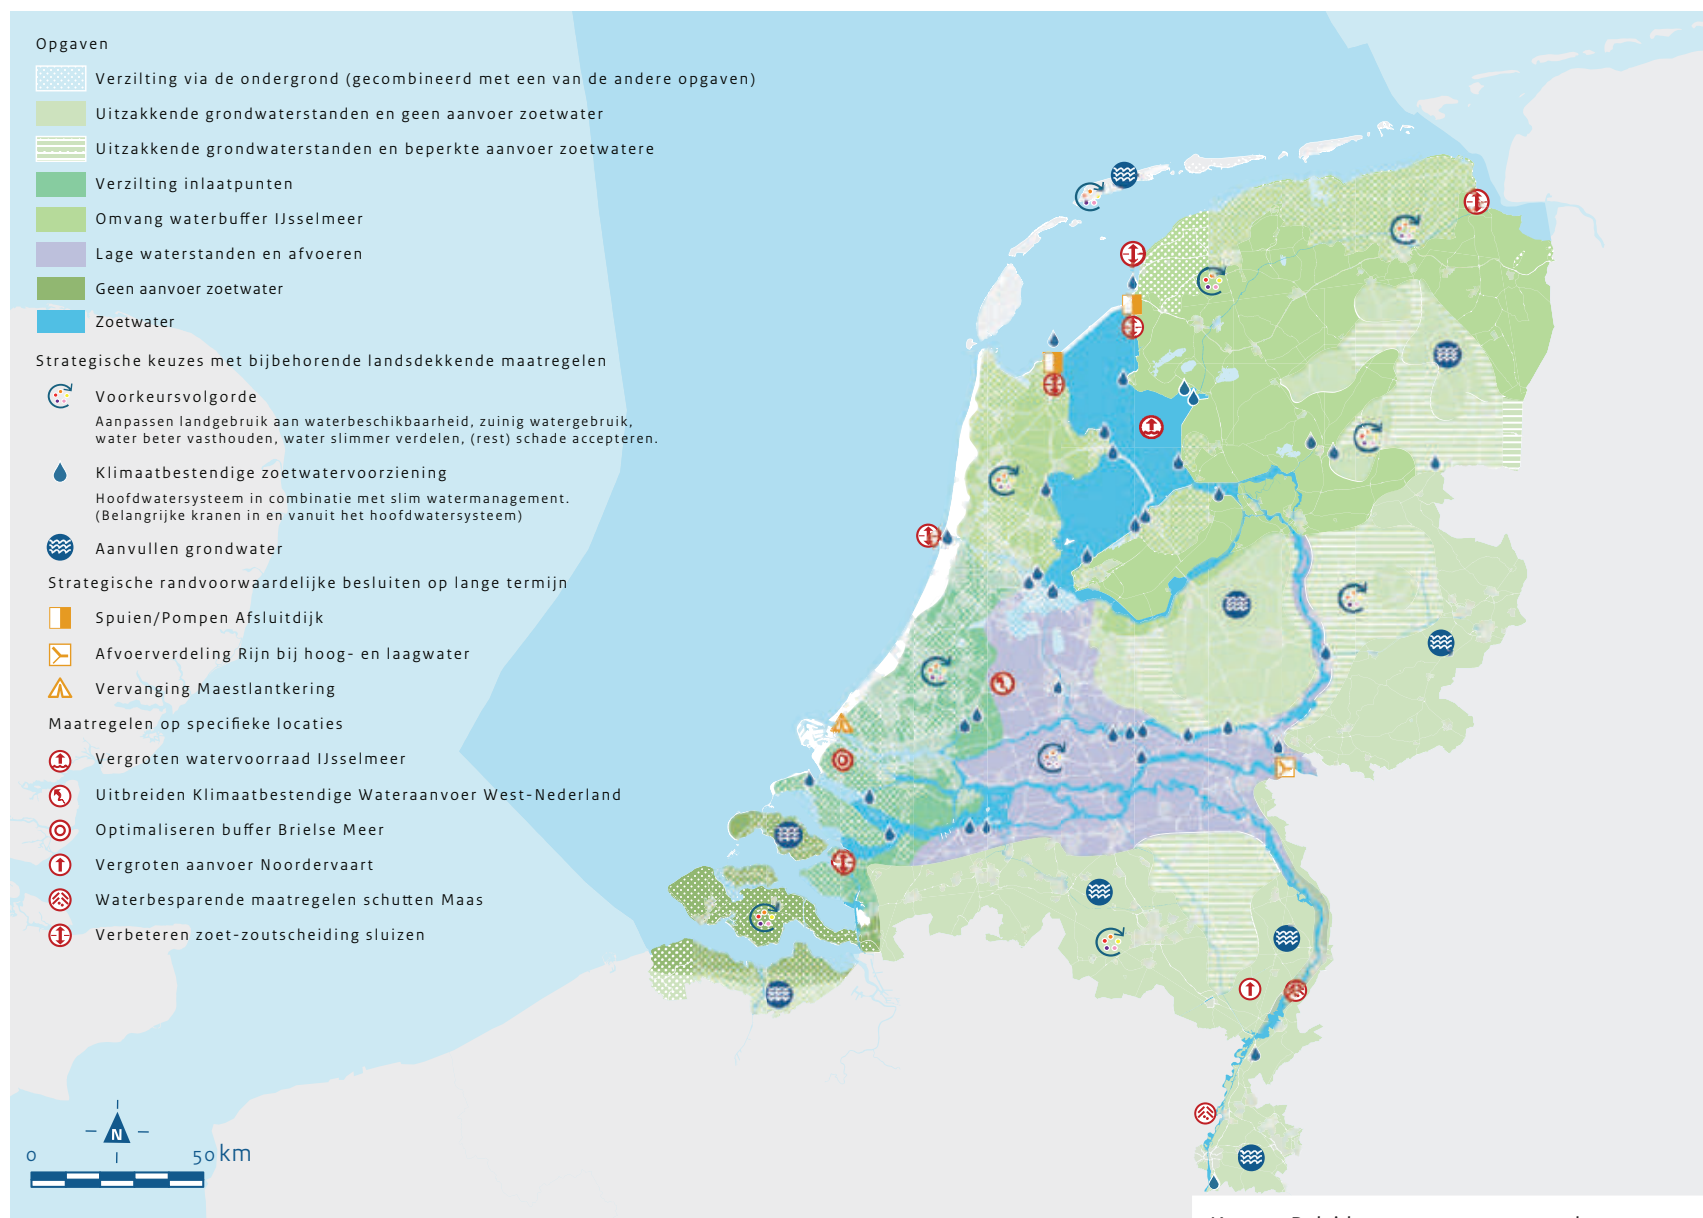 Opgaven
Verzilting via de ondergrond (gecombineerd met een van de andere opgaven)
Uitzakkende grondwaterstanden en geen aanvoer zoetwater
Uitzakkende grondwaterstanden en beperkte aanvoer zoetwatere
Verzilting inlaatpunten
Omvang waterbuffer IJsselmeer
Lage waterstanden en afvoeren
Geen aanvoer zoetwater
Zoetwater
Strategische keuzes met bijbehorende landsdekkende maatregelen
Voorkeursvolgorde
Aanpassen landgebruik aan waterbeschikbaarheid, zuinig watergebruik,
water beter vasthouden, water slimmer verdelen, (rest) schade accepteren.
Klimaatbestendige zoetwatervoorziening
Hoofdwatersysteem in combinatie met slim watermanagement.
(Belangrijke kranen in en vanuit het hoofdwatersysteem)
Aanvullen grondwater
Strategische randvoorwaardelijke besluiten op lange termijn
Spuien/Pompen Afsluitdijk
Afvoerverdeling Rijn bij hoog- en laagwater
Vervanging Maestlantkering
Maatregelen op specifieke locaties
Vergroten watervoorraad IJsselmeer
Uitbreiden Klimaatbestendige Wateraanvoer West-Nederland
Optimaliseren buffer Brielse Meer
Vergroten aanvoer Noordervaart
Waterbesparende maatregelen schutten Maas
Verbeteren zoet-zoutscheiding sluizen
N
0 50 km